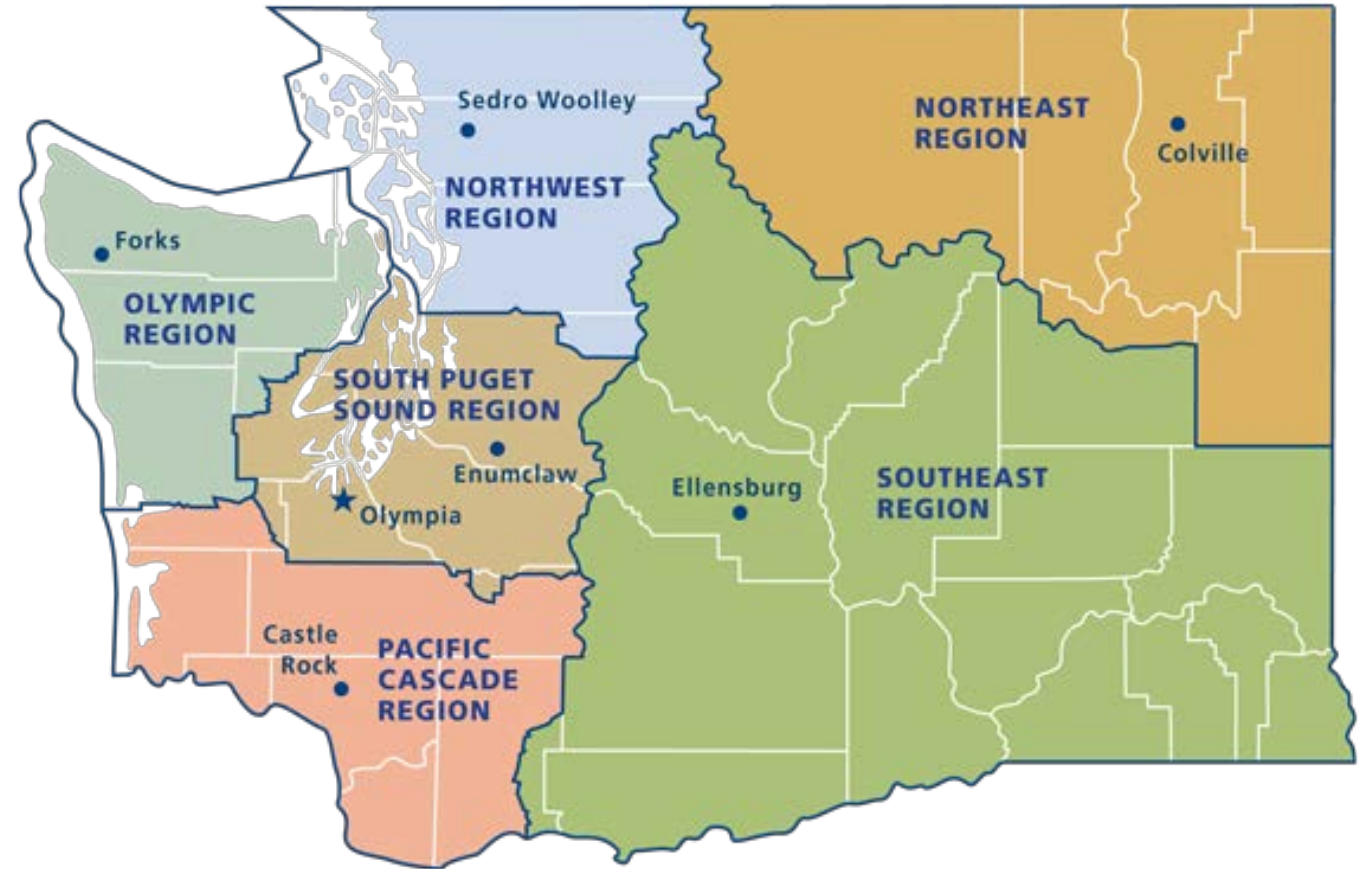 Sedro Woolley
NORTHWEST
REGION
NORTHEAST
REGION
Colville
Forks
OLYMPIC
REGION
SOUTH PUGET
SOUND REGION
Enumclaw
Olympia
Ellensburg
SOUTHEAST
REGION
Castle
Rock
PACIFIC
CASCADE
REGION